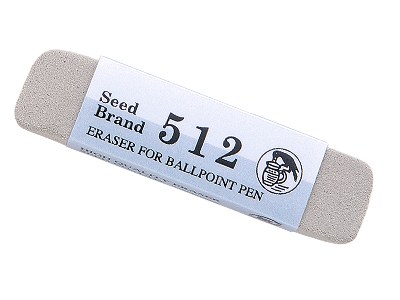 Seed
Brand 512
ERASER FOR BALLPOINT PEN